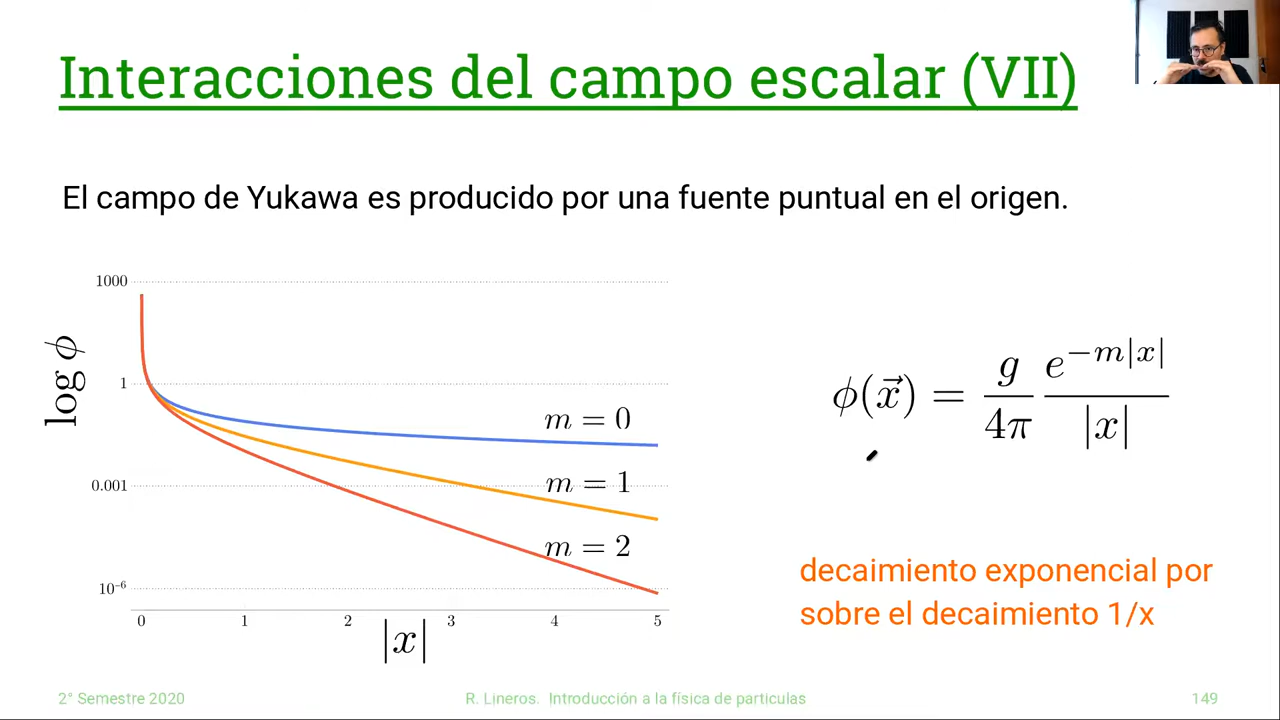 Interacciones del campo escalar (VII)
El campo de Yukawa es producido por una fuente puntual en el origen.
1000
1
0.001
10⁻⁶
log ϕ
m = 0
m = 1
m = 2
0 1 2 3 4 5
|x|
ϕ(x⃗) = g/4π e^{−m|x|}/|x|
decaimiento exponencial por
sobre el decaimiento 1/x
2° Semestre 2020
R. Lineros. Introducción a la física de particulas
149